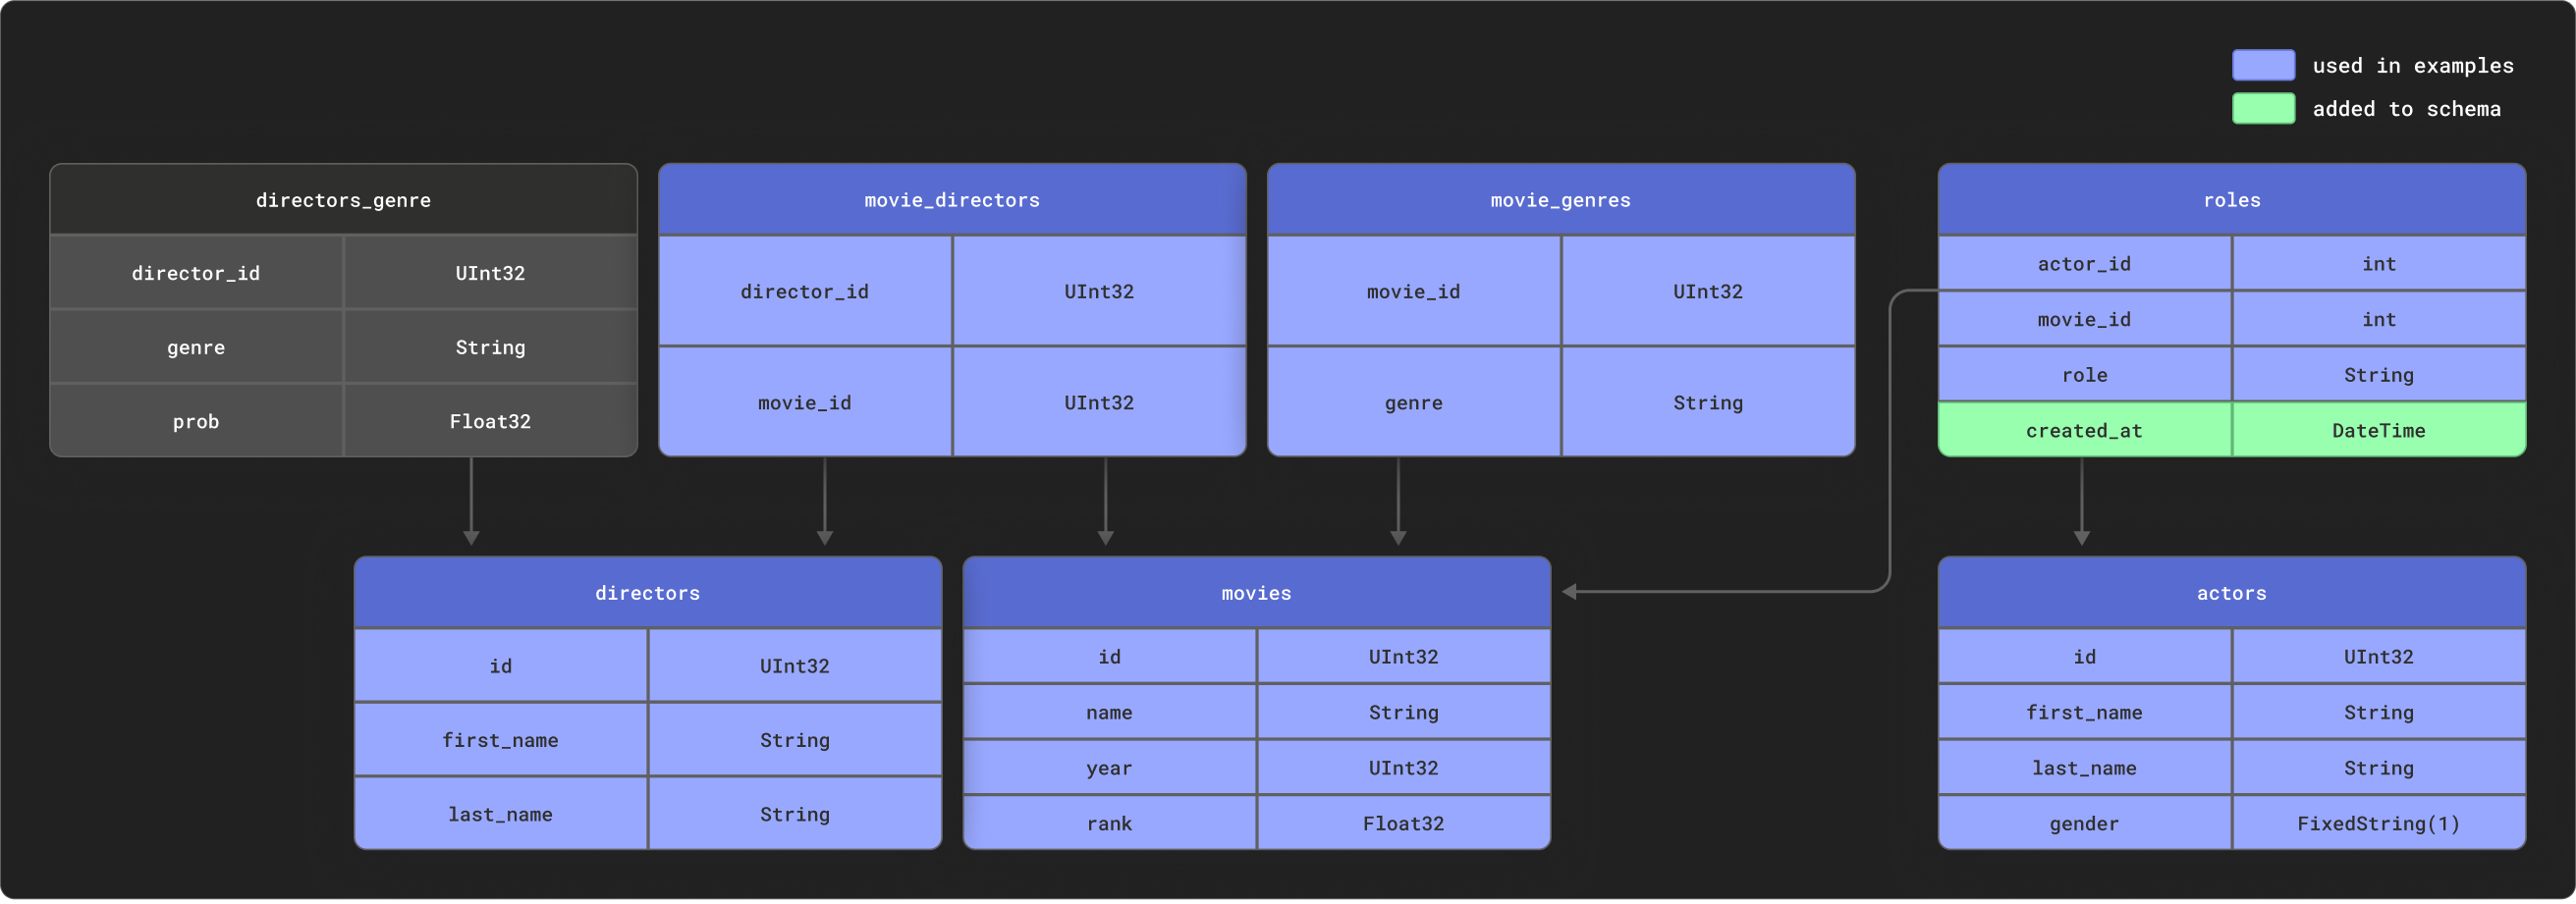 used in examples
added to schema
directors_genre
director_id UInt32
genre String
prob Float32
movie_directors
director_id UInt32
movie_id UInt32
movie_genres
movie_id UInt32
genre String
roles
actor_id int
movie_id int
role String
created_at DateTime
directors
id UInt32
first_name String
last_name String
movies
id UInt32
name String
year UInt32
rank Float32
actors
id UInt32
first_name String
last_name String
gender FixedString(1)